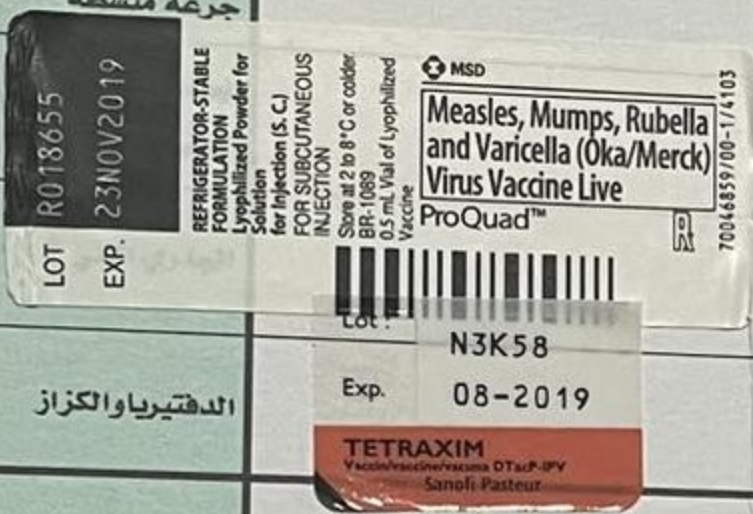 جرعة منشطة
LOT R018655
EXP. 23NOV2019
REFRIGERATOR-STABLE
FORMULATION
Lyophilized Powder for
Solution
for Injection (S.C.)
FOR SUBCUTANEOUS
INJECTION
Store at 2 to 8°C or colder
BR-1089
0.5 mL Vial of Lyophilized
Vaccine
MSD
Measles, Mumps, Rubella
and Varicella (Oka/Merck)
Virus Vaccine Live
ProQuad™
70046859/00-1/4103
Lot :
N3K58
Exp. 08-2019
الدفتيريا والكزاز
TETRAXIM
Vaccin/vaccine/vacuna DTacP-IPV
Sanofi Pasteur